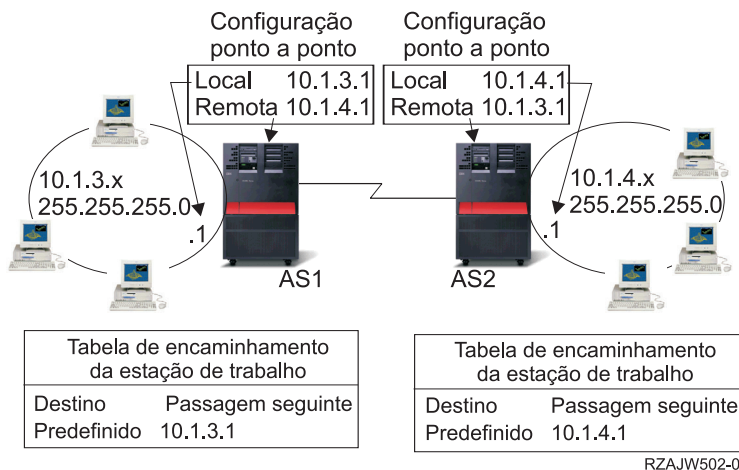 Configuração
ponto a ponto
Local 10.1.3.1
Remota 10.1.4.1
Configuração
ponto a ponto
Local 10.1.4.1
Remota 10.1.3.1
10.1.3.x
255.255.255.0
.1
AS1
10.1.4.x
255.255.255.0
.1
AS2
Tabela de encaminhamento
da estação de trabalho
Destino Passagem seguinte
Predefinido 10.1.3.1
Tabela de encaminhamento
da estação de trabalho
Destino Passagem seguinte
Predefinido 10.1.4.1
RZAJW502-0